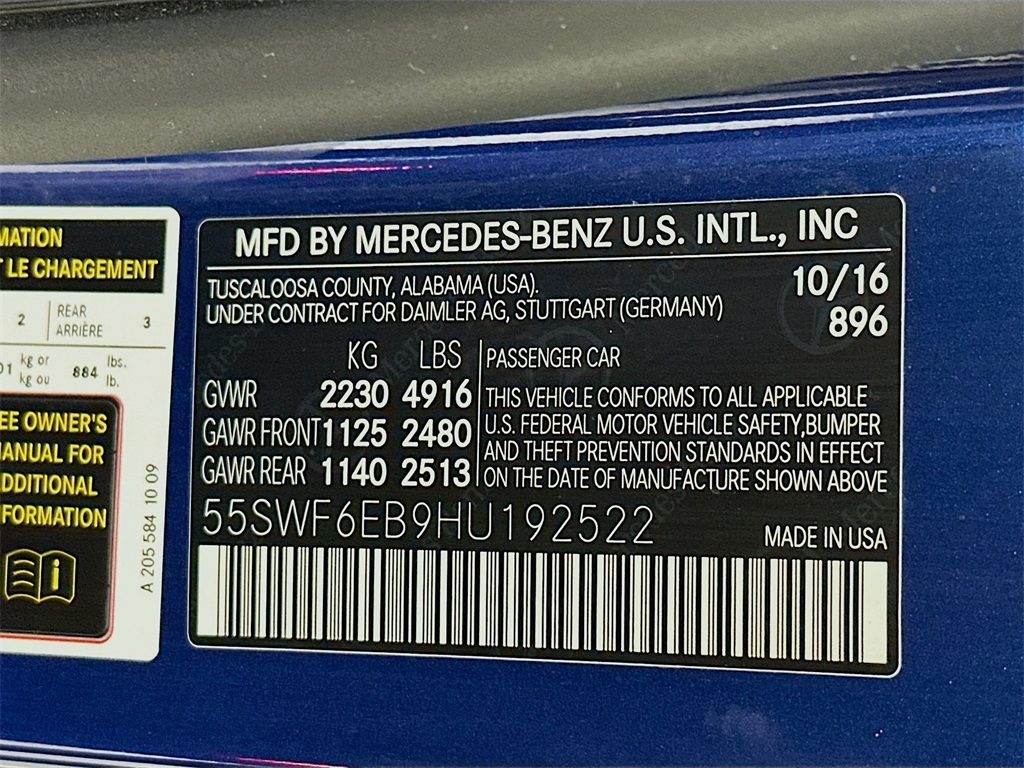 MATION
T LE CHARGEMENT
2 REAR ARRIÈRE 3
kg or kg ou 884 lbs. lb.
EE OWNER'S
ANUAL FOR
DDITIONAL
FORMATION
A 205 584 10 09
MFD BY MERCEDES-BENZ U.S. INTL., INC
TUSCALOOSA COUNTY, ALABAMA (USA).
UNDER CONTRACT FOR DAIMLER AG, STUTTGART (GERMANY)
10/16
896
KG LBS
GVWR 2230 4916
GAWR FRONT 1125 2480
GAWR REAR 1140 2513
PASSENGER CAR
THIS VEHICLE CONFORMS TO ALL APPLICABLE
U.S. FEDERAL MOTOR VEHICLE SAFETY,BUMPER
AND THEFT PREVENTION STANDARDS IN EFFECT
ON THE DATE OF MANUFACTURE SHOWN ABOVE
55SWF6EB9HU192522
MADE IN USA